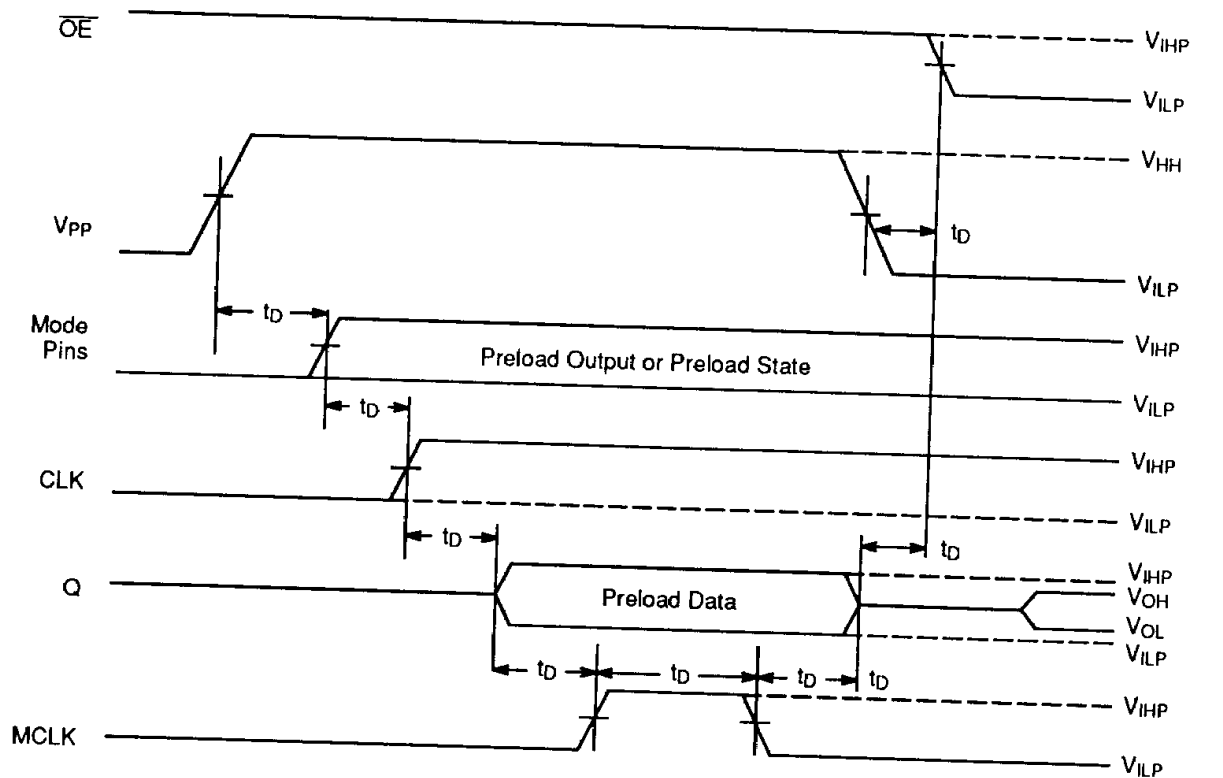 OE
VIHP
VILP
VHH
VPP
tD
VILP
tD
Mode
Pins
VIHP
Preload Output or Preload State
VILP
tD
VIHP
CLK
VILP
tD
tD
VIHP
Q
Preload Data
VOH
VOL
VILP
tD
tD
tD
tD
VIHP
MCLK
VILP